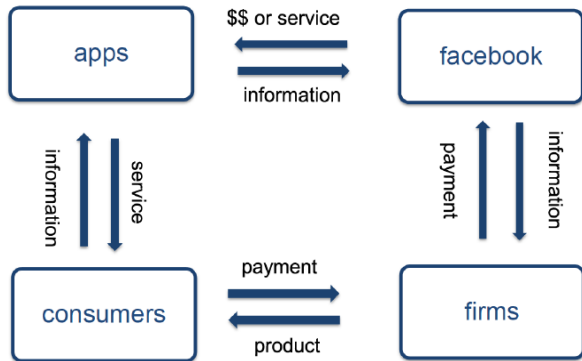 $$ or service
apps
facebook
information
information
service
payment
information
payment
consumers
firms
product